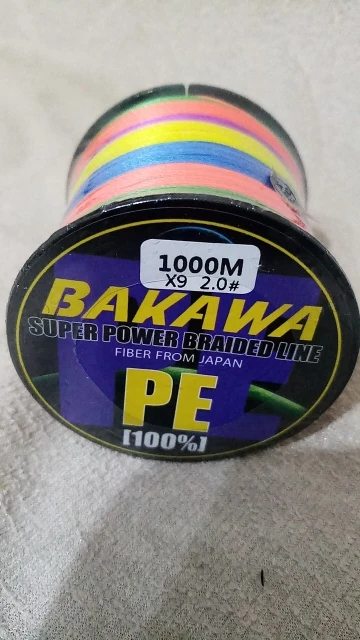 1000M
X9 2.0#
BAKAWA
SUPER POWER BRAIDED LINE
FIBER FROM JAPAN
PE
[100%]